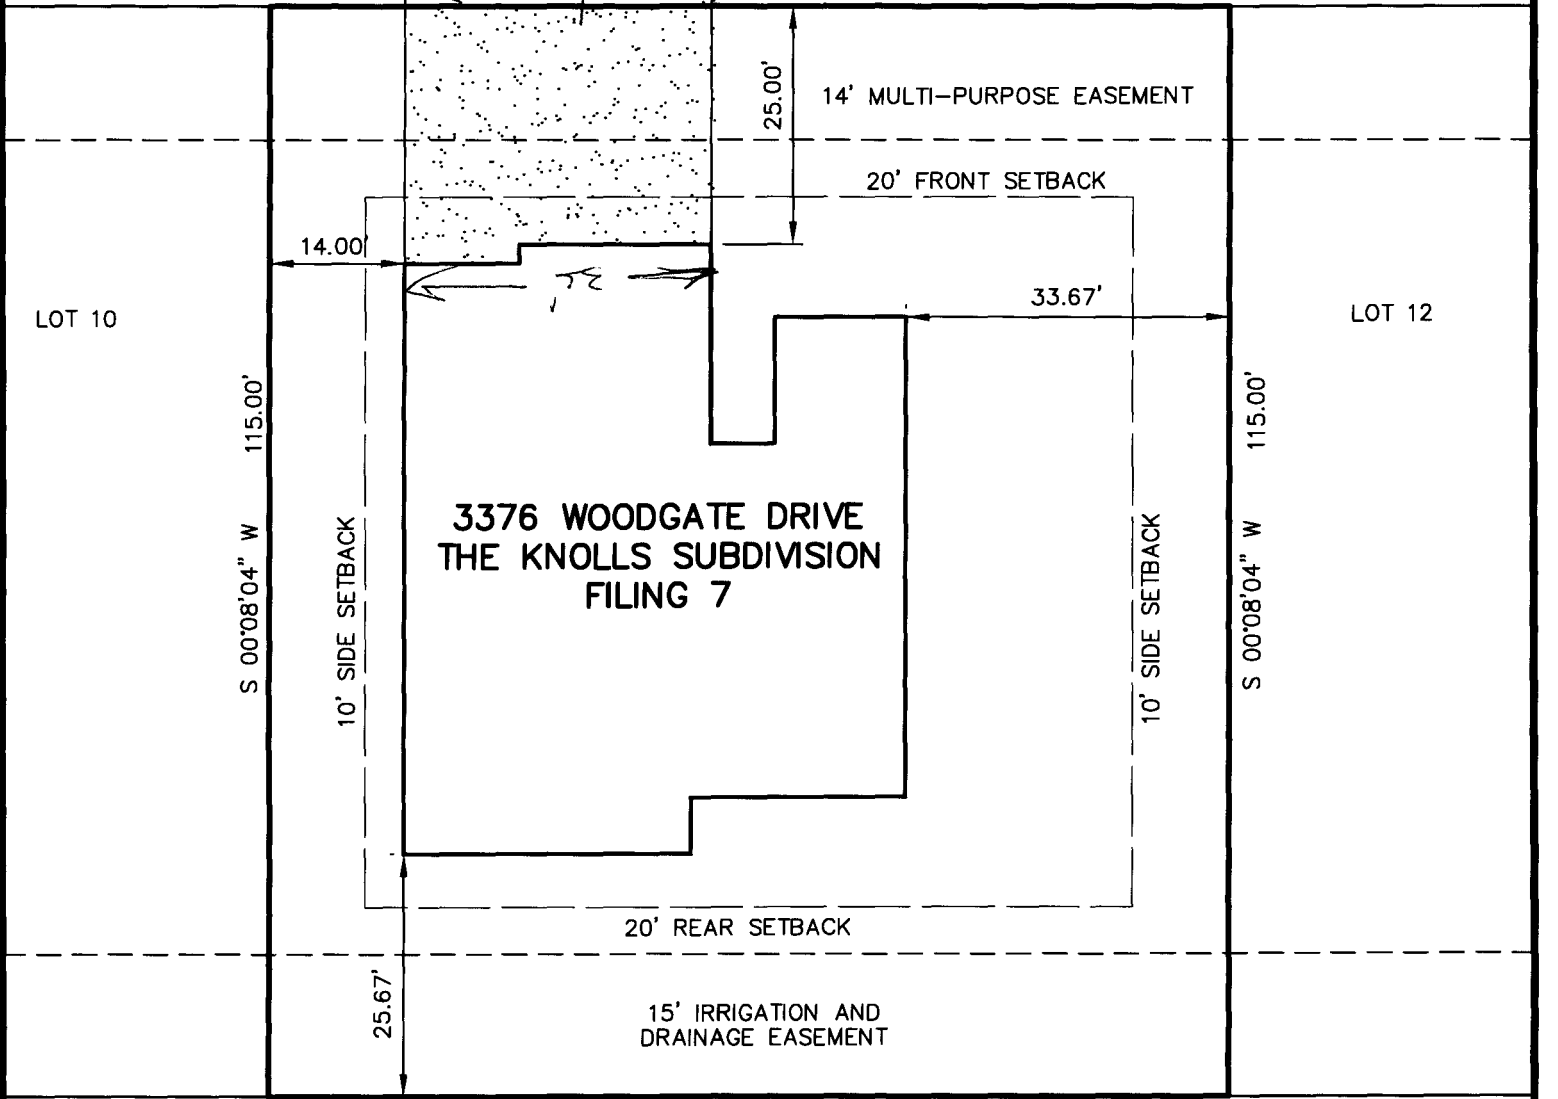 25.00'
14' MULTI-PURPOSE EASEMENT
20' FRONT SETBACK
14.00'
33.67'
LOT 10
LOT 12
115.00'
115.00'
3376 WOODGATE DRIVE
THE KNOLLS SUBDIVISION
FILING 7
S 00°08'04" W
10' SIDE SETBACK
10' SIDE SETBACK
S 00°08'04" W
20' REAR SETBACK
25.67'
15' IRRIGATION AND
DRAINAGE EASEMENT